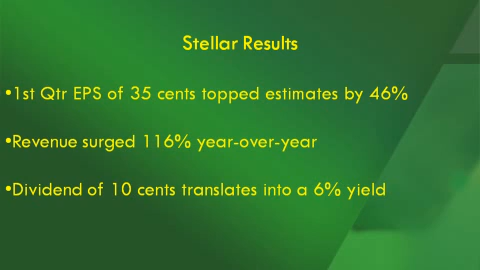 Stellar Results
•1st Qtr EPS of 35 cents topped estimates by 46%
•Revenue surged 116% year-over-year
•Dividend of 10 cents translates into a 6% yield